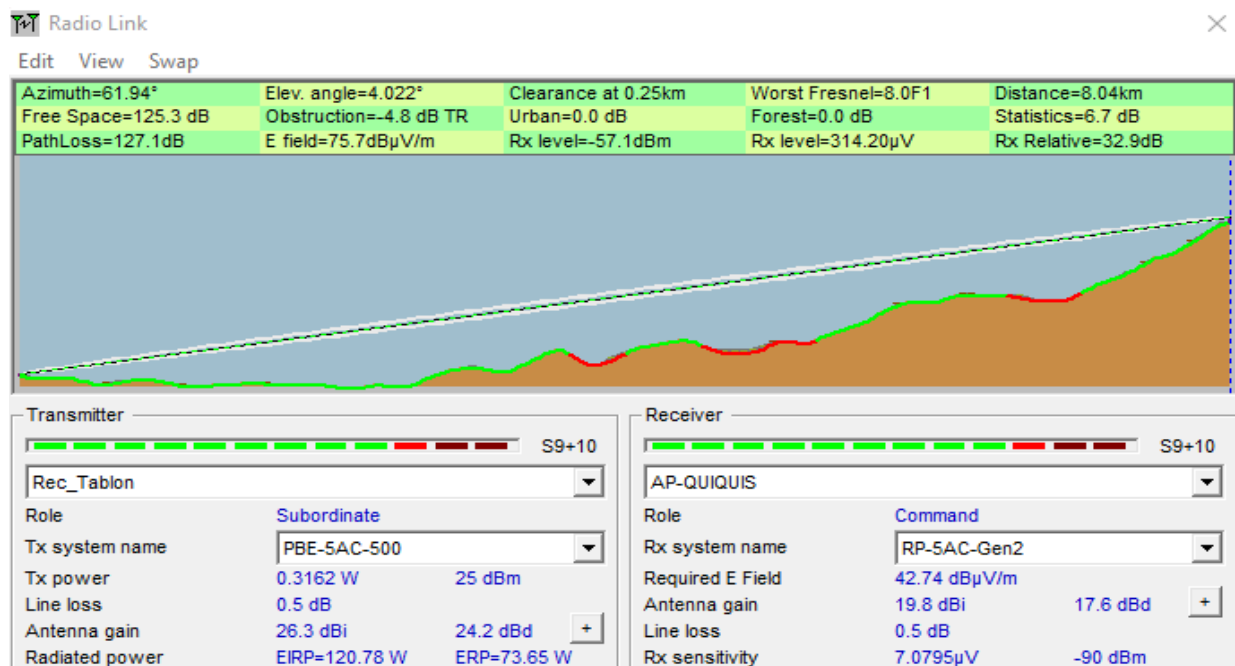 Radio Link
Edit View Swap
Azimuth=61.94° Elev. angle=4.022° Clearance at 0.25km Worst Fresnel=8.0F1 Distance=8.04km
Free Space=125.3 dB Obstruction=-4.8 dB TR Urban=0.0 dB Forest=0.0 dB Statistics=6.7 dB
PathLoss=127.1dB E field=75.7dBµV/m Rx level=-57.1dBm Rx level=314.20µV Rx Relative=32.9dB
Transmitter
S9+10
Rec_Tablon
Role Subordinate
Tx system name PBE-5AC-500
Tx power 0.3162 W 25 dBm
Line loss 0.5 dB
Antenna gain 26.3 dBi 24.2 dBd +
Radiated power EIRP=120.78 W ERP=73.65 W
Receiver
S9+10
AP-QUIQUIS
Role Command
Rx system name RP-5AC-Gen2
Required E Field 42.74 dBµV/m
Antenna gain 19.8 dBi 17.6 dBd +
Line loss 0.5 dB
Rx sensitivity 7.0795µV -90 dBm